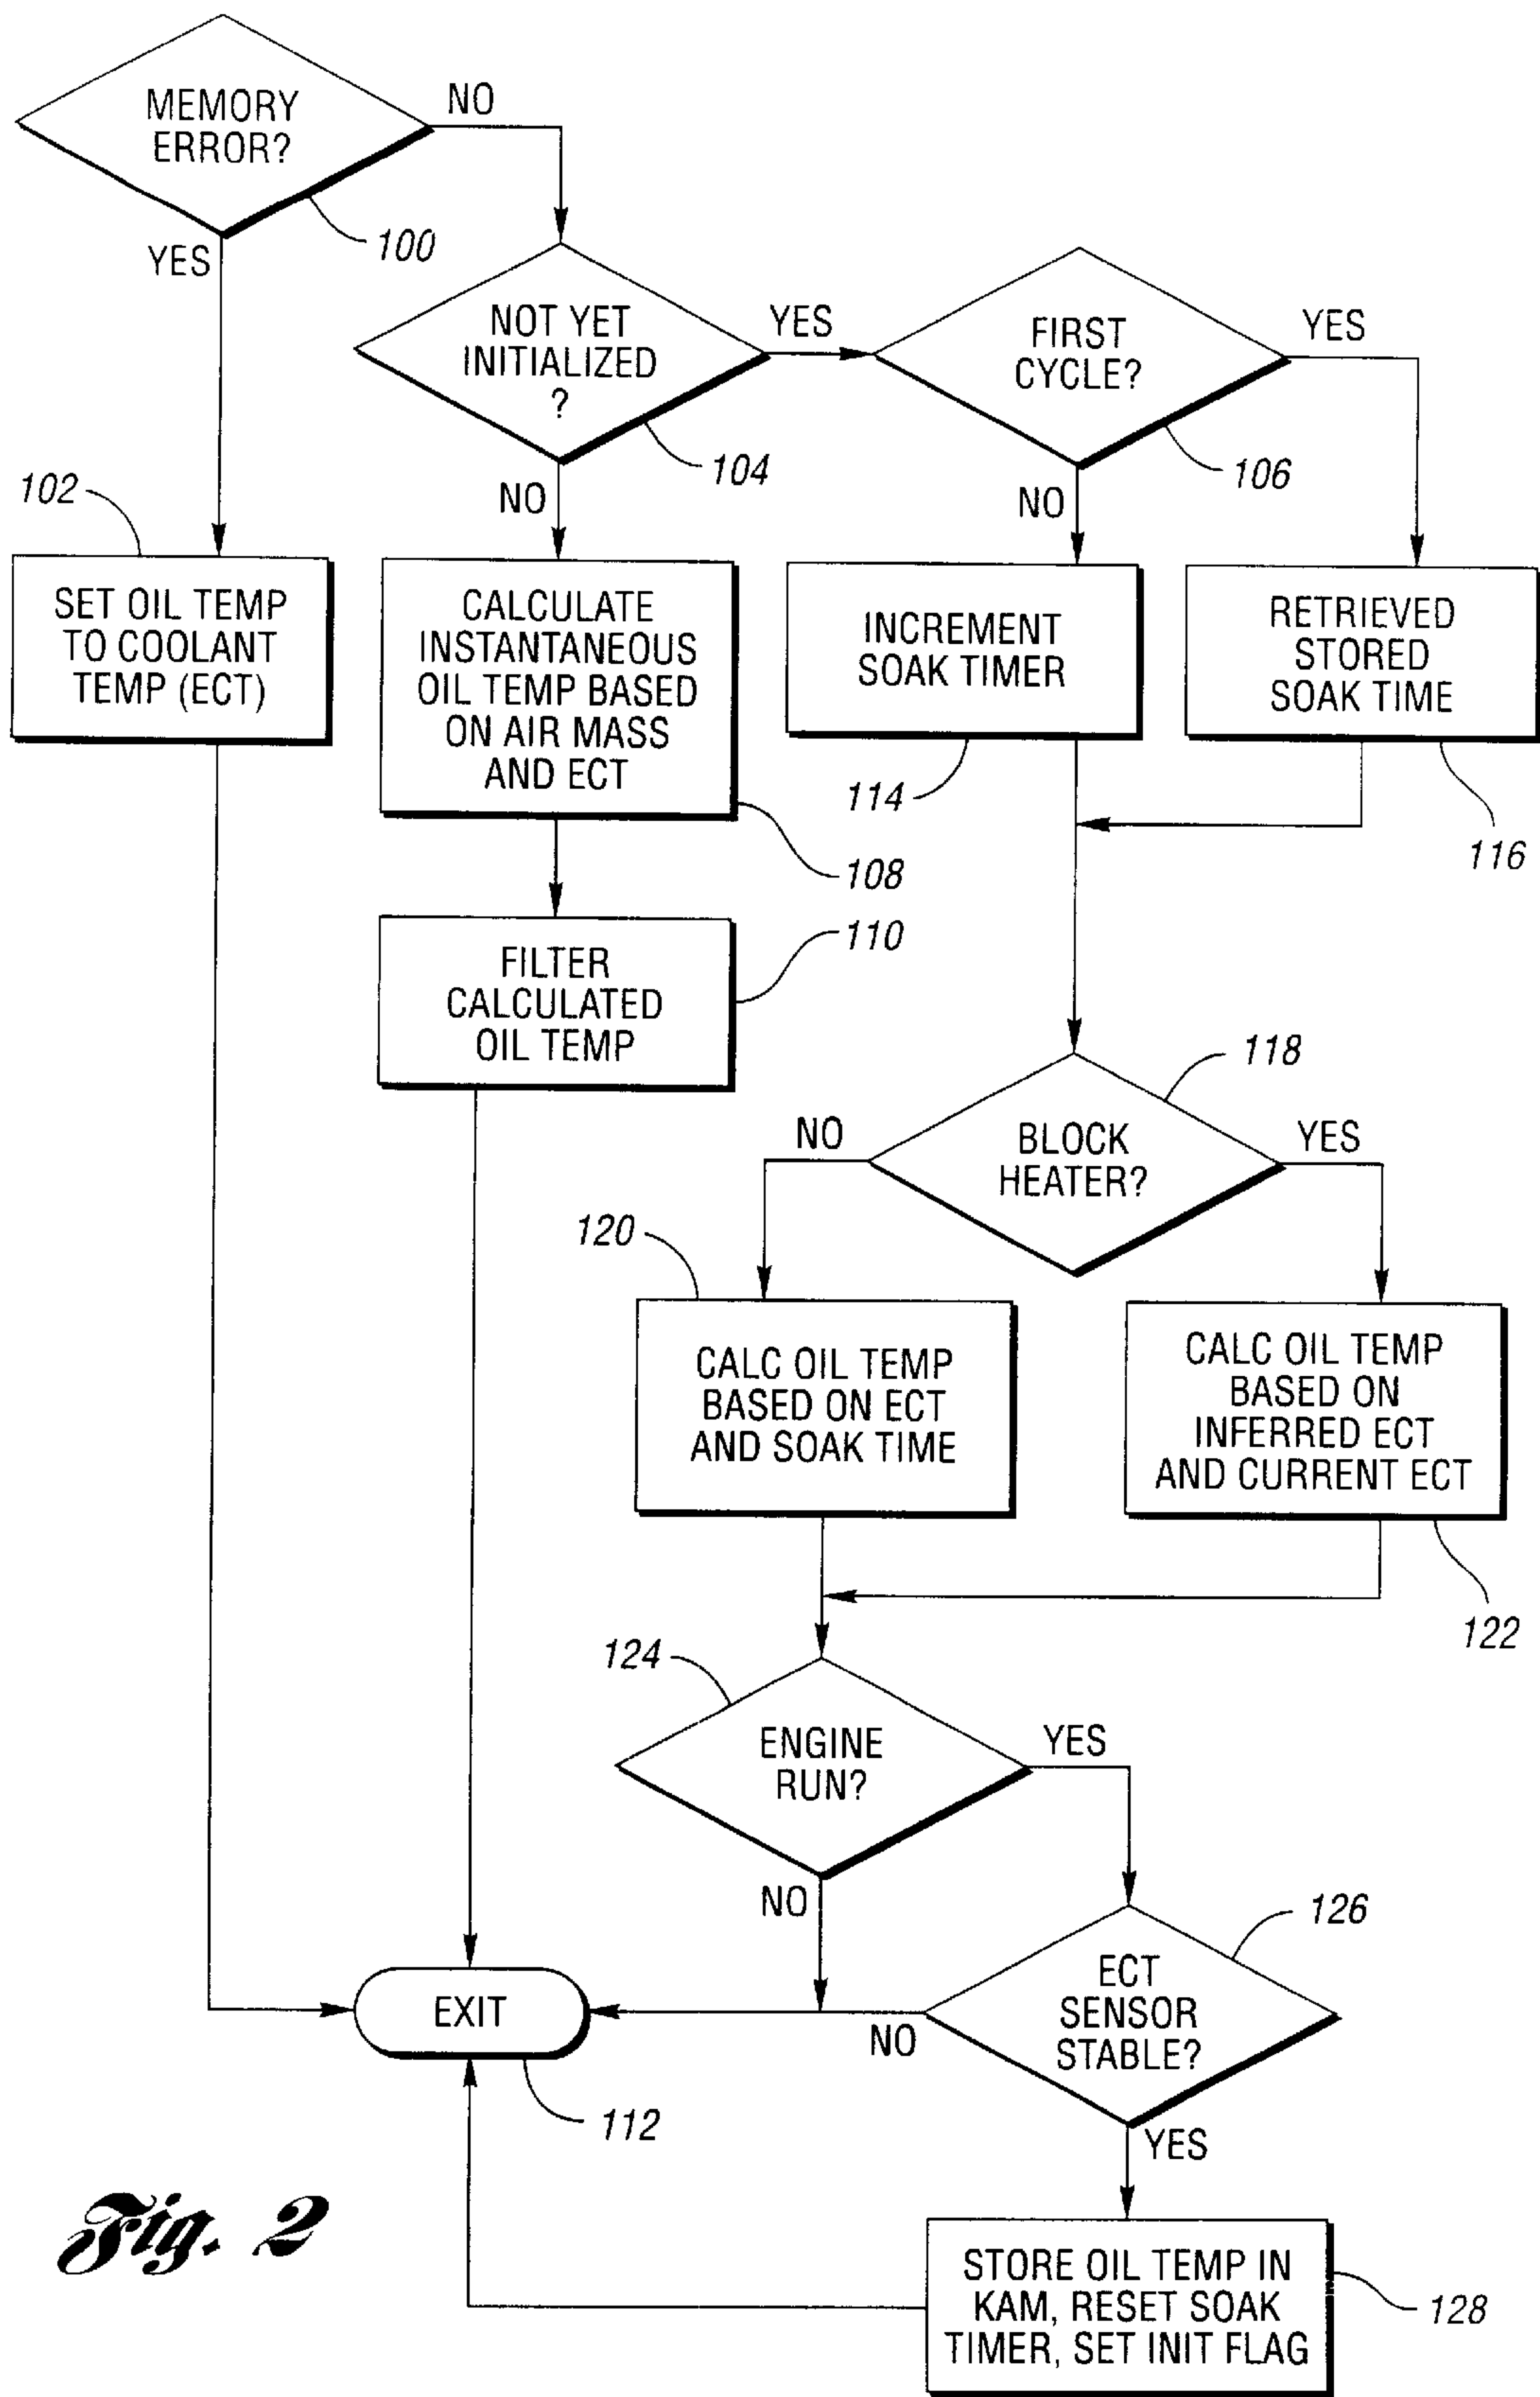 MEMORY
ERROR?
NO
YES
100
NOT YET
INITIALIZED
?
YES
104
NO
FIRST
CYCLE?
YES
106
NO
102
SET OIL TEMP
TO COOLANT
TEMP (ECT)
CALCULATE
INSTANTANEOUS
OIL TEMP BASED
ON AIR MASS
AND ECT
108
INCREMENT
SOAK TIMER
114
RETRIEVED
STORED
SOAK TIME
116
FILTER
CALCULATED
OIL TEMP
110
118
BLOCK
HEATER?
NO
YES
120
CALC OIL TEMP
BASED ON ECT
AND SOAK TIME
CALC OIL TEMP
BASED ON
INFERRED ECT
AND CURRENT ECT
122
124
ENGINE
RUN?
YES
NO
126
ECT
SENSOR
STABLE?
NO
YES
EXIT
112
STORE OIL TEMP IN
KAM, RESET SOAK
TIMER, SET INIT FLAG
128
Fig. 2